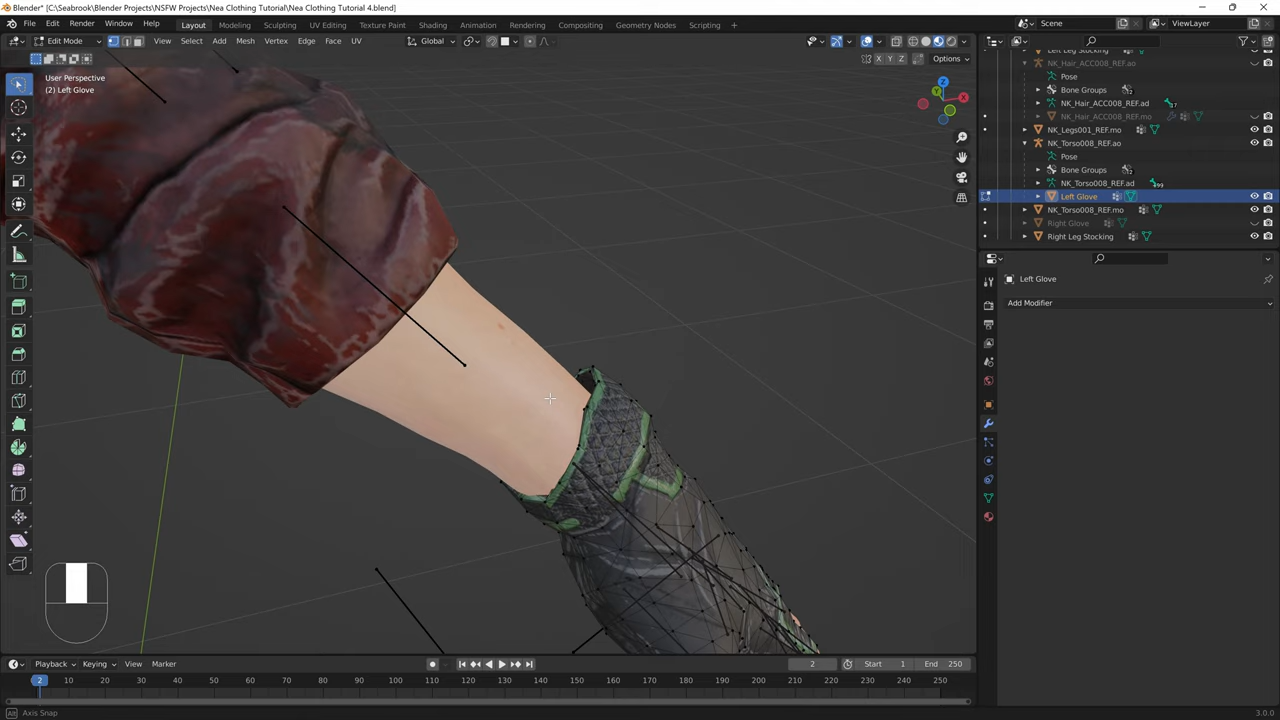 Blender* [C:\Seabrook\Blender Projects\NSFW Projects\Nea Clothing Tutorial\Nea Clothing Tutorial 4.blend]
File Edit Render Window Help Layout Modeling Sculpting UV Editing Texture Paint Shading Animation Rendering Compositing Geometry Nodes Scripting + Scene ViewLayer
Edit Mode View Select Add Mesh Vertex Edge Face UV Global
X Y Z Options
User Perspective
(2) Left Glove
Z
X
Y
Left Leg Stocking
NK_Hair_ACC008_REF.ao
Pose
Bone Groups
NK_Hair_ACC008_REF.ad
NK_Hair_ACC008_REF.mo
NK_Legs001_REF.mo
NK_Torso008_REF.ao
Pose
Bone Groups
NK_Torso008_REF.ad
Left Glove
NK_Torso008_REF.mo
Right Glove
Right Leg Stocking
Left Glove
Add Modifier
Playback Keying View Marker 2 Start 1 End 250
2 10 20 30 40 50 60 70 80 90 100 110 120 130 140 150 160 170 180 190 200 210 220 230 240 250
Alt Axis Snap 3.0.0